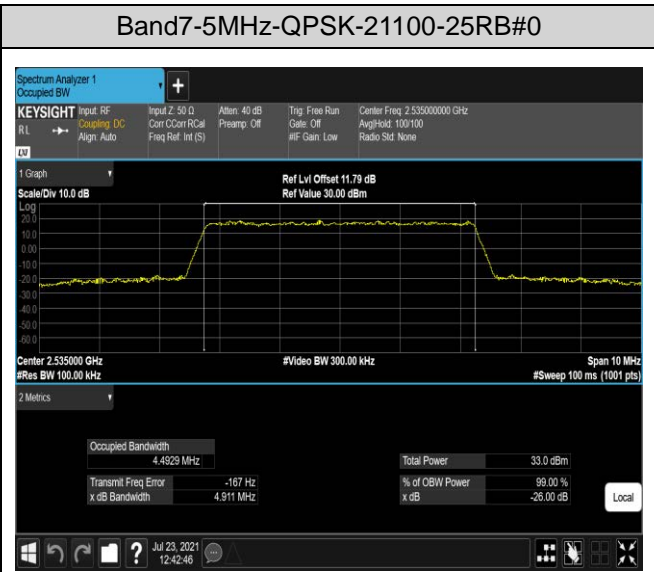 Band7-5MHz-QPSK-21100-25RB#0
Spectrum Analyzer 1
Occupied BW
+
KEYSIGHT Input: RF Input Z: 50 Ω Atten: 40 dB Trig: Free Run Center Freq: 2.535000000 GHz
RL Coupling: DC Corr CCorr RCal Preamp: Off Gate: Off Avg|Hold: 100/100
Align: Auto Freq Ref: Int (S) #IF Gain: Low Radio Std: None
LXI
1 Graph
Ref Lvl Offset 11.79 dB
Scale/Div 10.0 dB Ref Value 30.00 dBm
Log
20.0
10.0
0.00
-10.0
-20.0
-30.0
-40.0
-50.0
-60.0
Center 2.535000 GHz #Video BW 300.00 kHz Span 10 MHz
#Res BW 100.00 kHz #Sweep 100 ms (1001 pts)
2 Metrics
Occupied Bandwidth
4.4929 MHz Total Power 33.0 dBm
Transmit Freq Error -167 Hz % of OBW Power 99.00 %
x dB Bandwidth 4.911 MHz x dB -26.00 dB
Local
? Jul 23, 2021
12:42:46